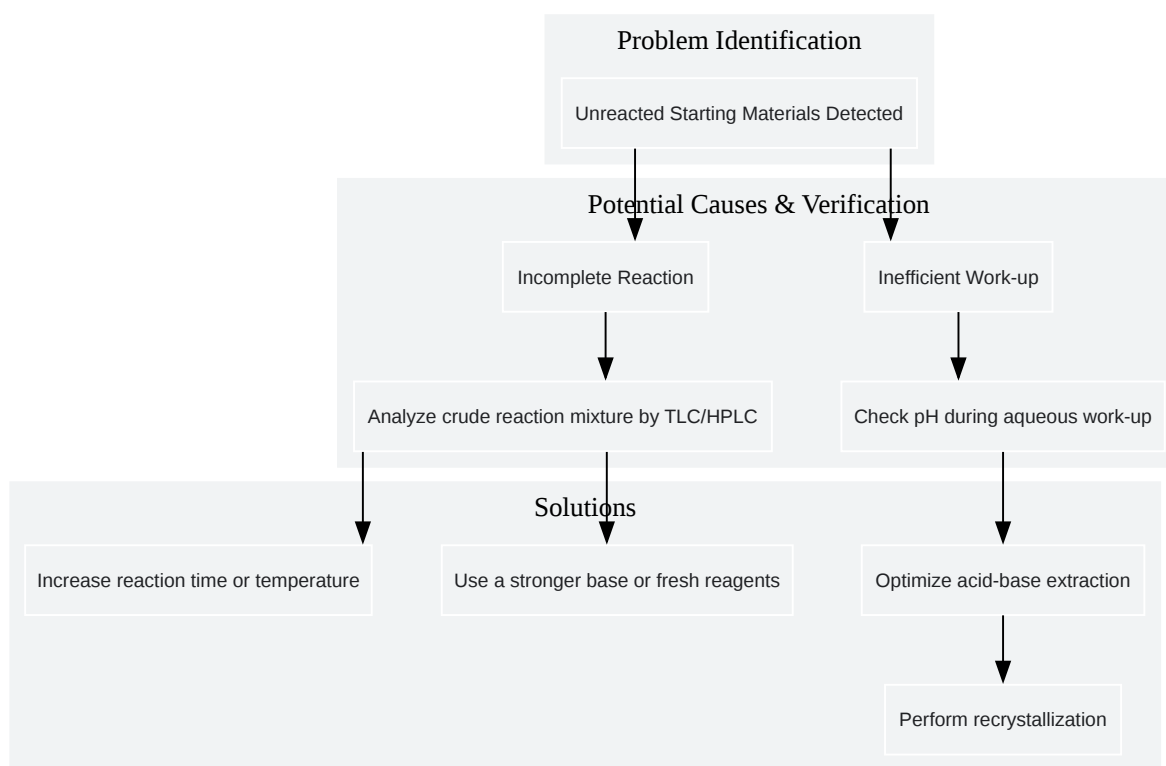 Problem Identification
Unreacted Starting Materials Detected
Potential Causes & Verification
Incomplete Reaction
Inefficient Work-up
Analyze crude reaction mixture by TLC/HPLC
Check pH during aqueous work-up
Solutions
Increase reaction time or temperature
Use a stronger base or fresh reagents
Optimize acid-base extraction
Perform recrystallization